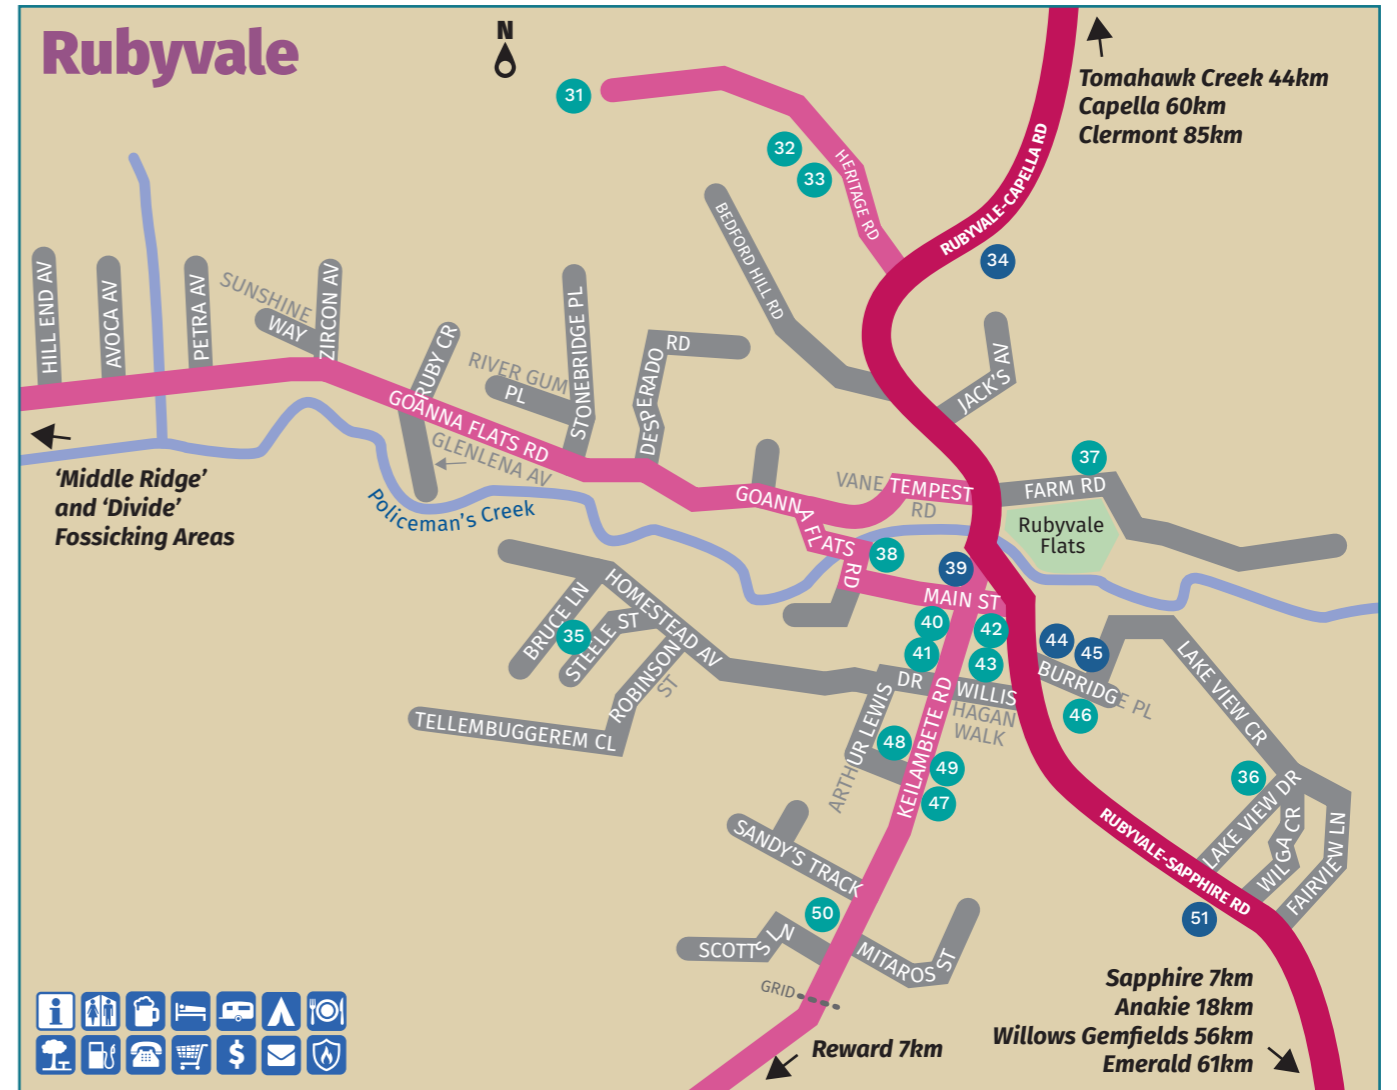 Rubyvale
N
Tomahawk Creek 44km
Capella 60km
Clermont 85km
31
32
33
HERITAGE RD
RUBYVALE-CAPELLA RD
34
BEDFORD HILL RD
JACK'S AV
HILL END AV
AVOCA AV
PETRA AV
SUNSHINE
WAY
ZIRCON AV
RUBY CR
RIVER GUM
PL
STONEBRIDGE PL
DESPERADO
RD
GOANNA FLATS RD
GLENLENA AV
'Middle Ridge'
and 'Divide'
Fossicking Areas
Policeman's Creek
GOANNA FLATS RD
VANE
TEMPEST
RD
FARM RD
37
Rubyvale
Flats
38
39
MAIN ST
40
41
42
43
44
45
BURRIDGE PL
46
HOMESTEAD AV
BRUCE LN
35
STEELE ST
ROBINSON
ST
TELLEMBUGGEREM CL
ARTHUR LEWIS
DR
WILLIS
HAGAN
WALK
KEILAMBETE RD
48
49
47
LAKE VIEW CR
36
LAKE VIEW DR
WILGA CR
FAIRVIEW LN
RUBYVALE-SAPPHIRE RD
51
SANDY'S TRACK
50
SCOTTS LN
MITAROS ST
GRID
Reward 7km
Sapphire 7km
Anakie 18km
Willows Gemfields 56km
Emerald 61km
i
$